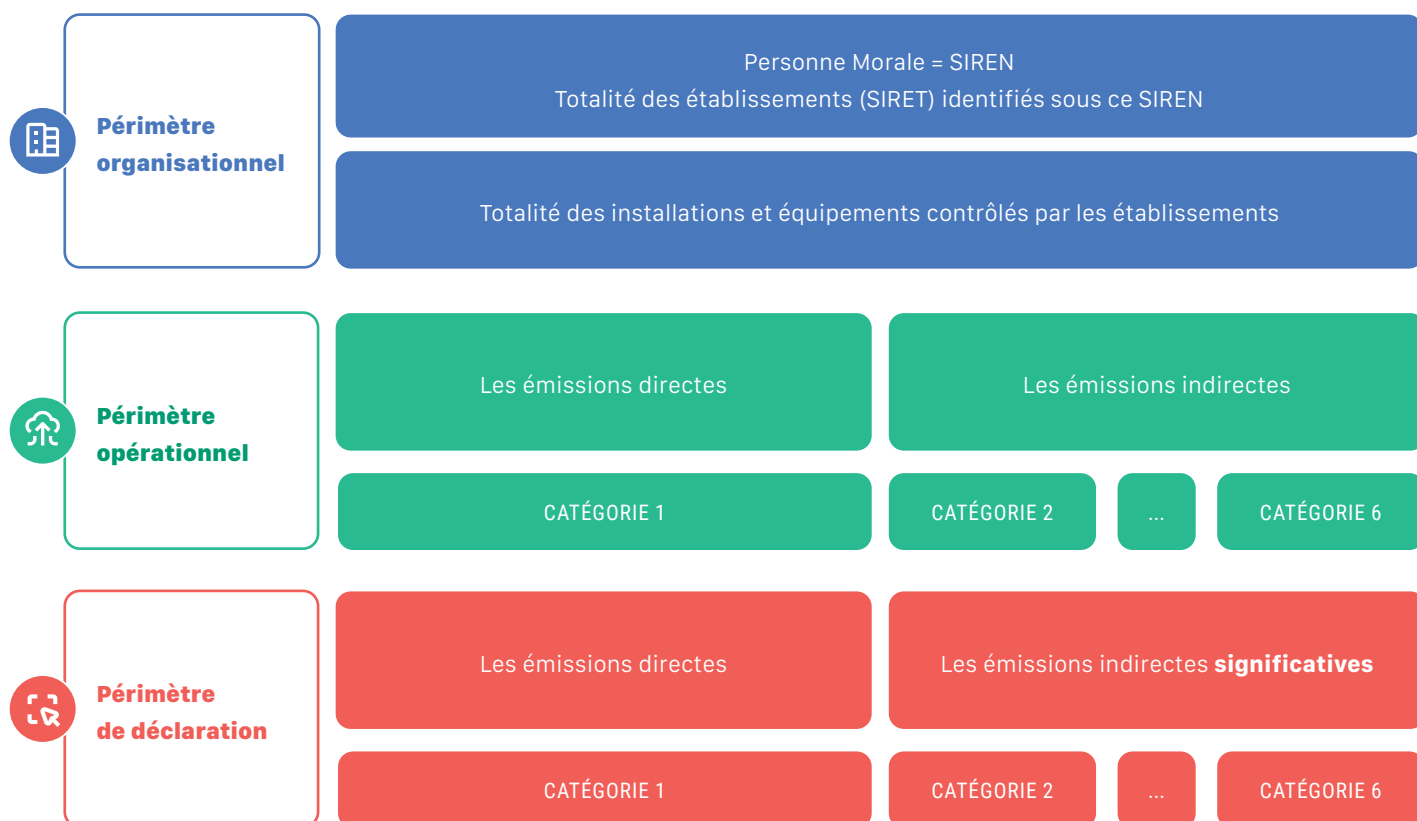 Périmètre
organisationnel
Personne Morale = SIREN
Totalité des établissements (SIRET) identifiés sous ce SIREN
Totalité des installations et équipements contrôlés par les établissements
Périmètre
opérationnel
Les émissions directes
Les émissions indirectes
CATÉGORIE 1
CATÉGORIE 2
...
CATÉGORIE 6
Périmètre
de déclaration
Les émissions directes
Les émissions indirectes significatives
CATÉGORIE 1
CATÉGORIE 2
...
CATÉGORIE 6